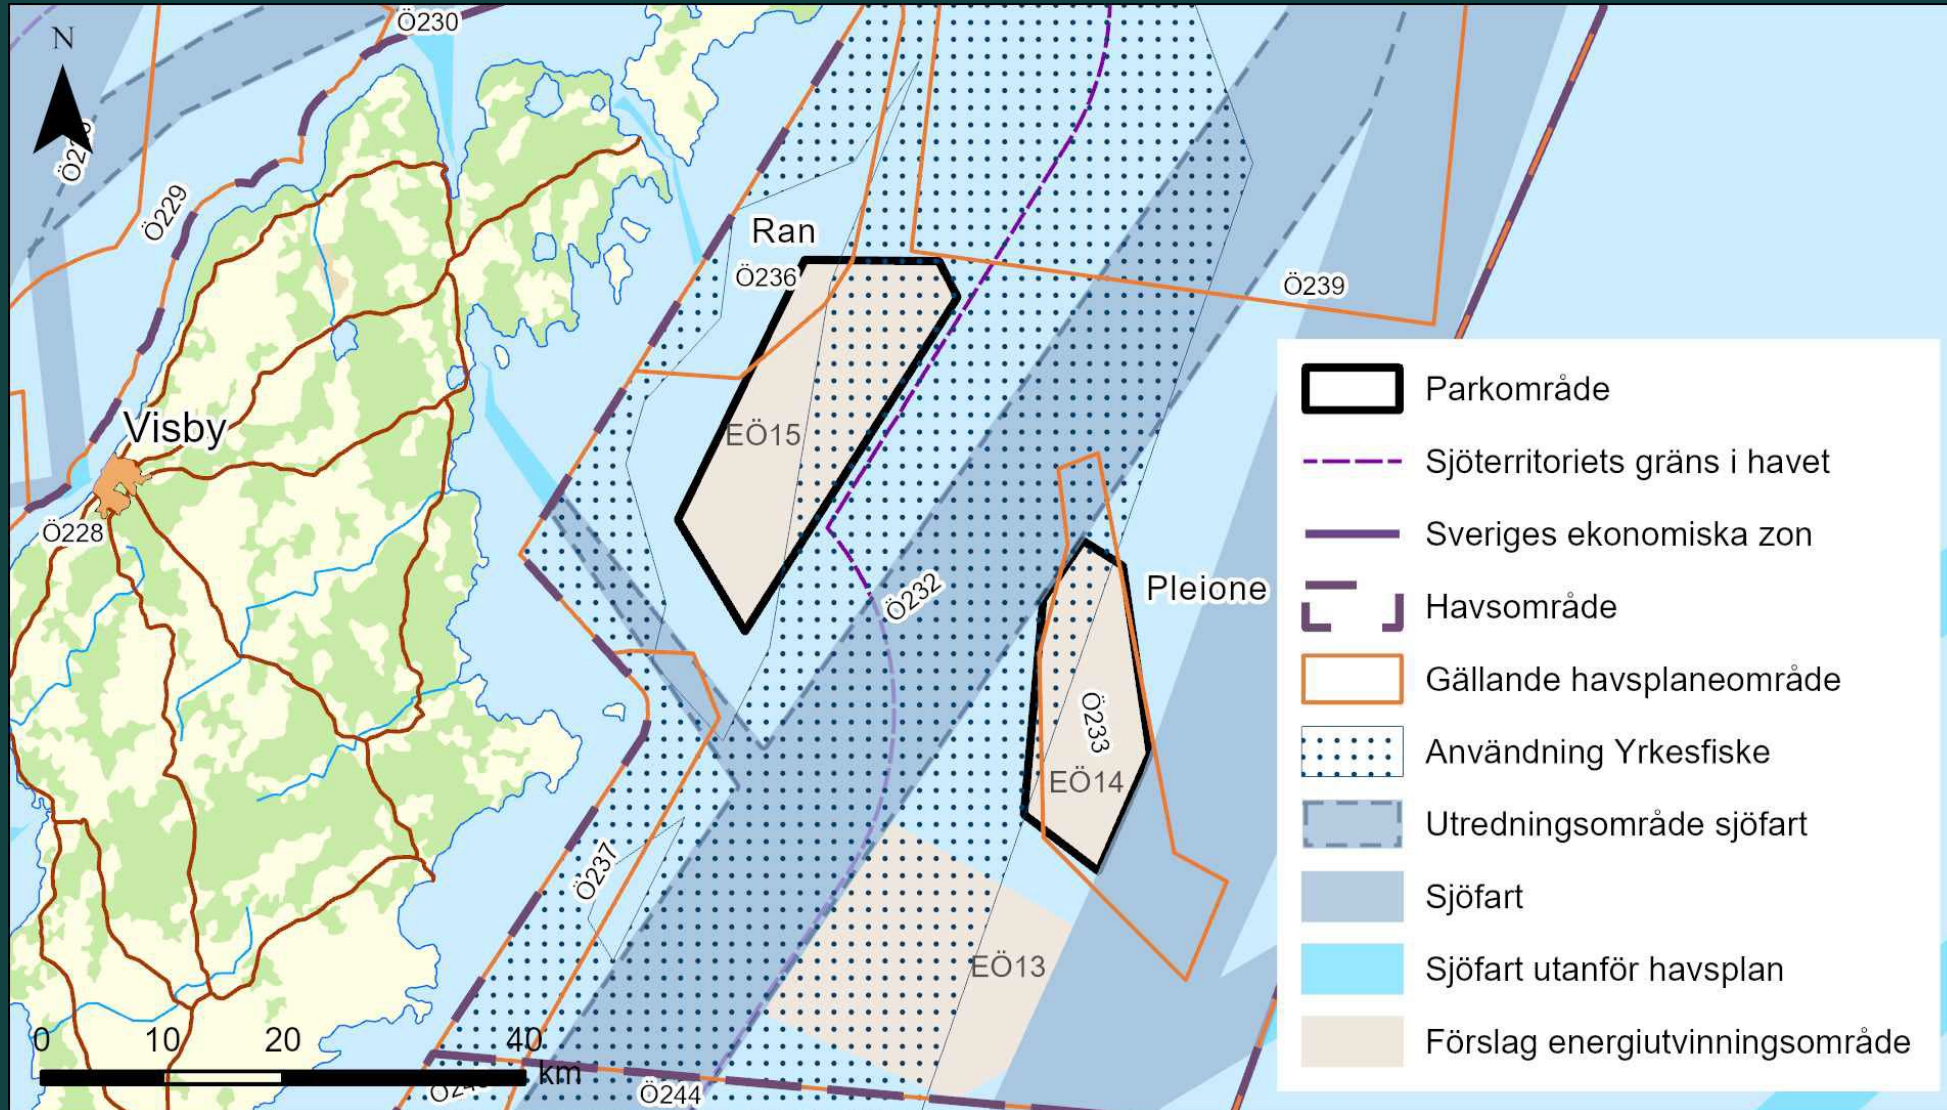 N
Ö230
Ö229
Ran
Ö236
Ö239
EÖ15
Visby
Ö228
Ö232
Pleione
Ö233
EÖ14
Ö237
EÖ13
0 10 20 40
km
Ö244
Parkområde
Sjöterritoriets gräns i havet
Sveriges ekonomiska zon
Havsområde
Gällande havsplaneområde
Användning Yrkesfiske
Utredningsområde sjöfart
Sjöfart
Sjöfart utanför havsplan
Förslag energiutvinningsområde